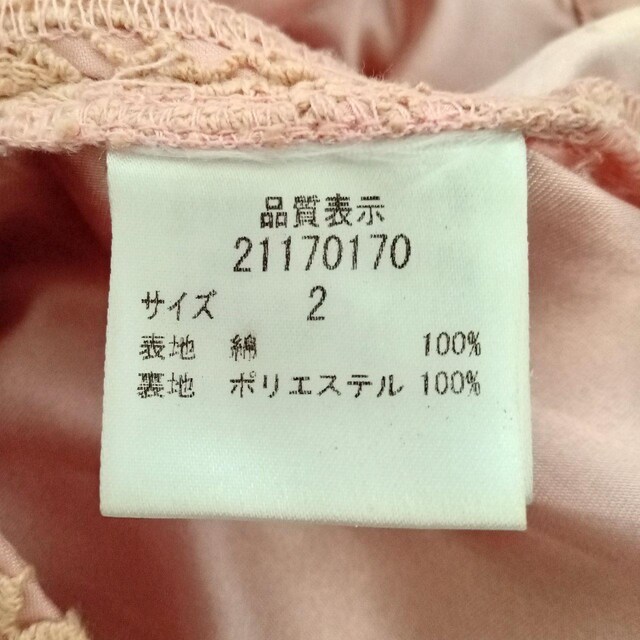 品質表示
21170170
サイズ 2
表地 綿 100%
裏地 ポリエステル 100%